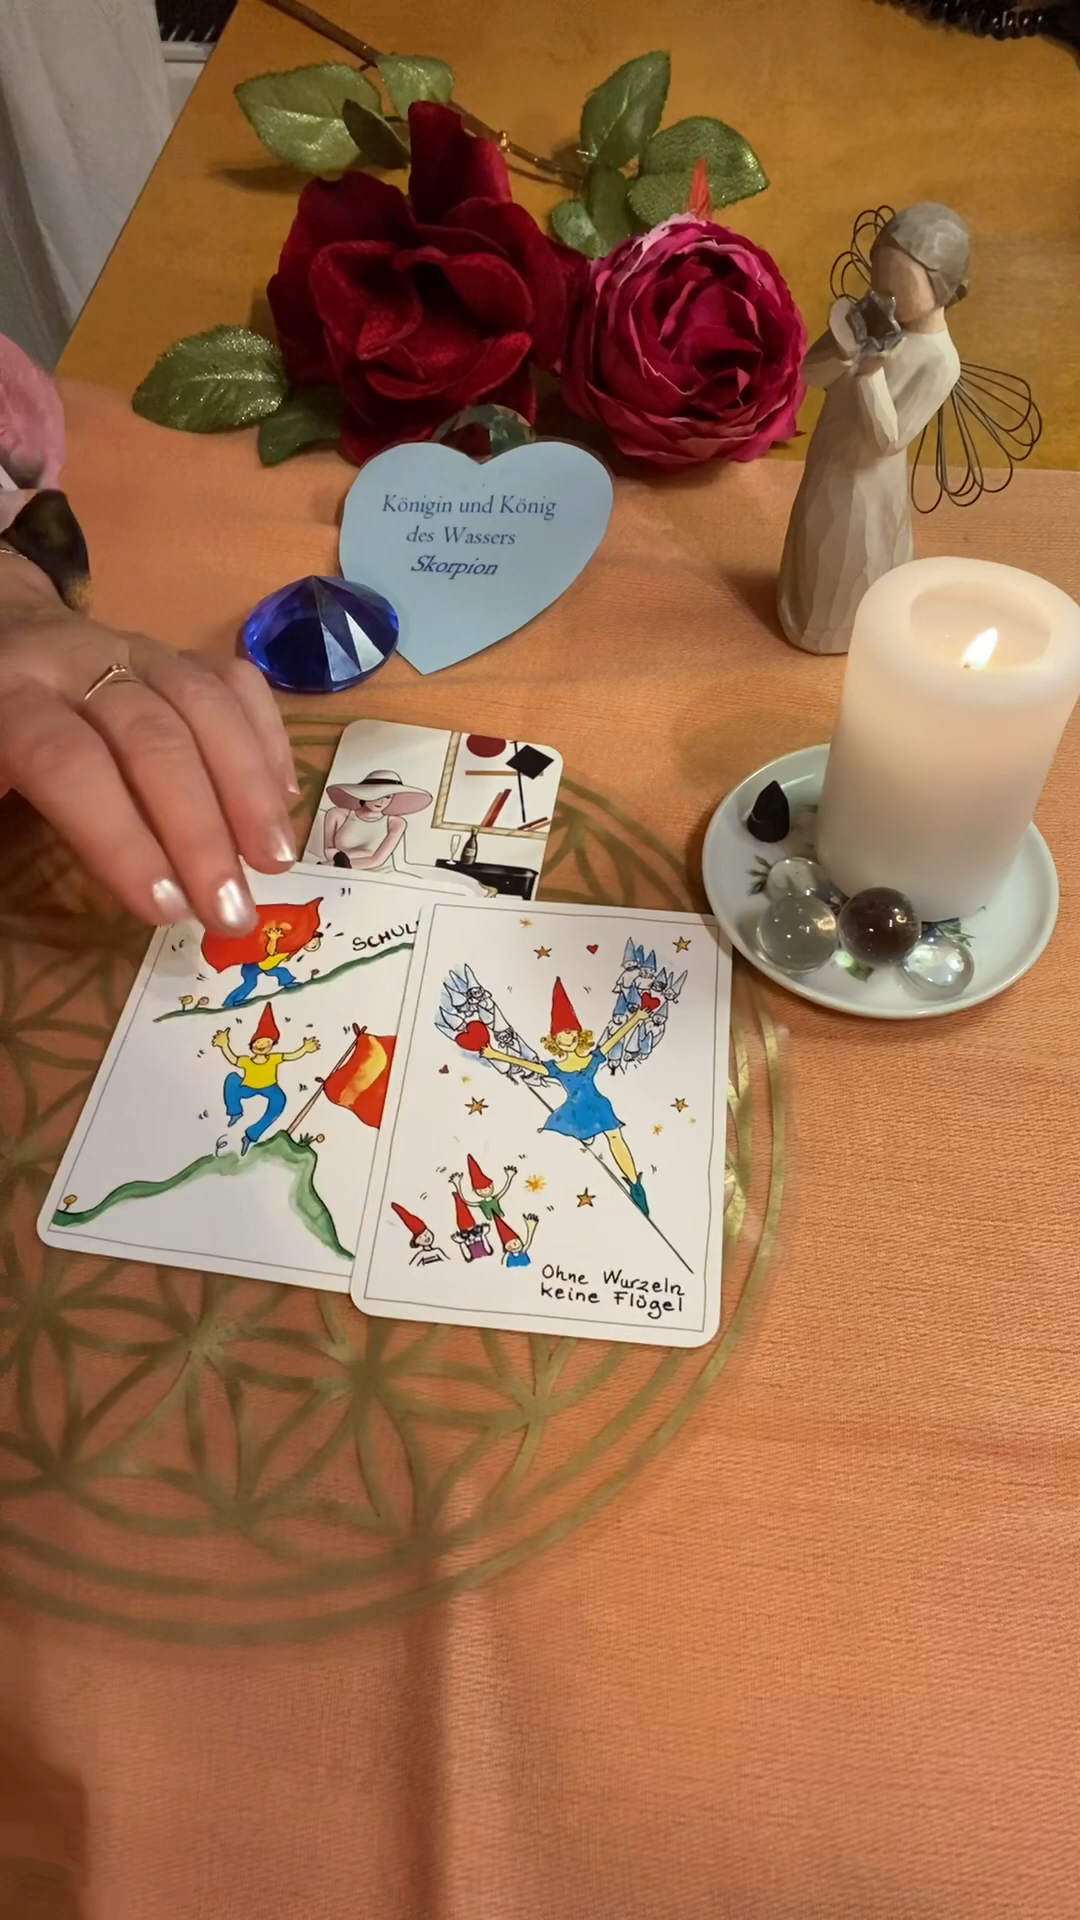 Königin und König
des Wassers
Skorpion
Ohne Wurzeln
keine Flügel